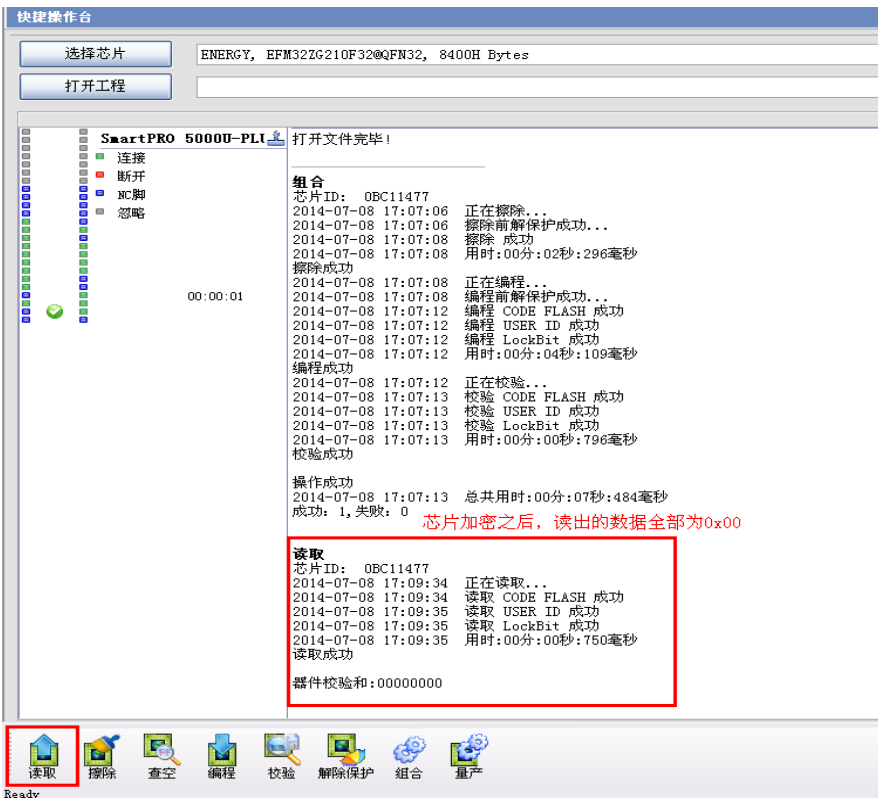 快捷操作台
选择芯片
ENERGY, EFM32ZG210F32@QFN32, 8400H Bytes
打开工程
SmartPRO 5000U-PLU
连接
断开
NC脚
忽略
00:00:01
打开文件完毕!
组合
芯片ID: 0BC11477
2014-07-08 17:07:06 正在擦除...
2014-07-08 17:07:06 擦除前解保护成功...
2014-07-08 17:07:08 擦除 成功
2014-07-08 17:07:08 用时:00分:02秒:296毫秒
擦除成功
2014-07-08 17:07:08 正在编程...
2014-07-08 17:07:08 编程前解保护成功...
2014-07-08 17:07:12 编程 CODE FLASH 成功
2014-07-08 17:07:12 编程 USER ID 成功
2014-07-08 17:07:12 编程 LockBit 成功
2014-07-08 17:07:12 用时:00分:04秒:109毫秒
编程成功
2014-07-08 17:07:12 正在校验...
2014-07-08 17:07:13 校验 CODE FLASH 成功
2014-07-08 17:07:13 校验 USER ID 成功
2014-07-08 17:07:13 校验 LockBit 成功
2014-07-08 17:07:13 用时:00分:00秒:796毫秒
校验成功
操作成功
2014-07-08 17:07:13 总共用时:00分:07秒:484毫秒
成功: 1,失败: 0
芯片加密之后，读出的数据全部为0x00
读取
芯片ID: 0BC11477
2014-07-08 17:09:34 正在读取...
2014-07-08 17:09:34 读取 CODE FLASH 成功
2014-07-08 17:09:35 读取 USER ID 成功
2014-07-08 17:09:35 读取 LockBit 成功
2014-07-08 17:09:35 用时:00分:00秒:750毫秒
读取成功
器件校验和:00000000
读取 擦除 查空 编程 校验 解除保护 组合 量产
Ready